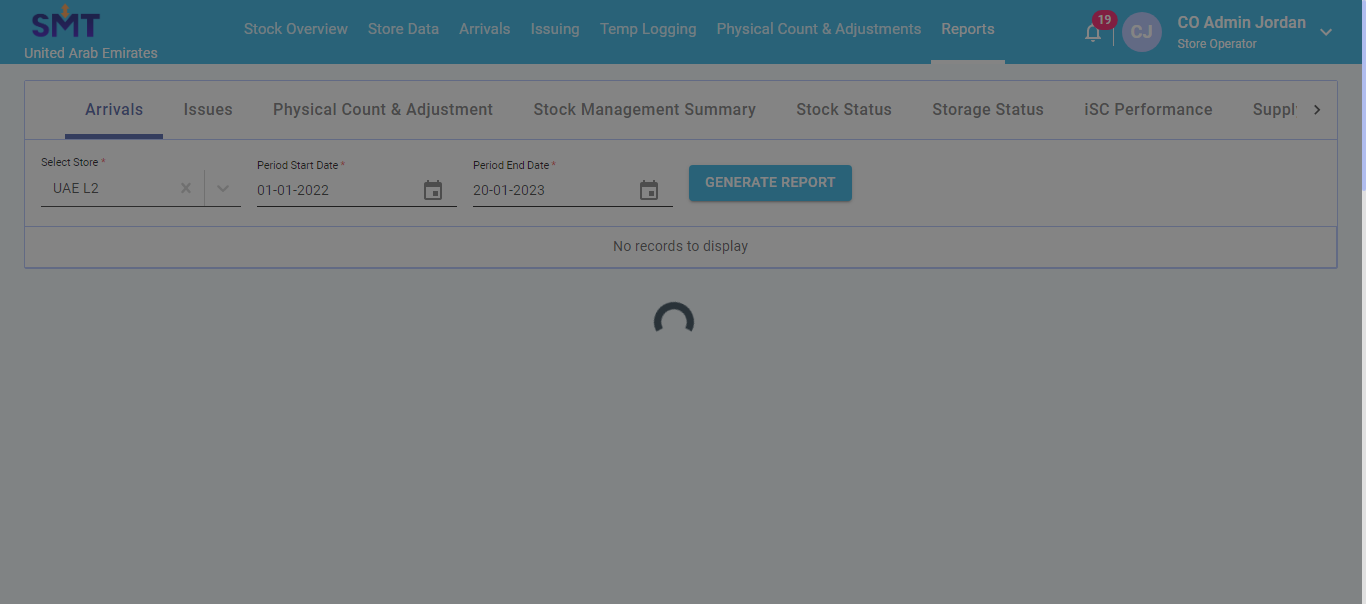 SMT
United Arab Emirates
Stock Overview Store Data Arrivals Issuing Temp Logging Physical Count & Adjustments Reports
19
CJ
CO Admin Jordan
Store Operator
Arrivals Issues Physical Count & Adjustment Stock Management Summary Stock Status Storage Status iSC Performance Suppl
Select Store * Period Start Date * Period End Date *
UAE L2 01-01-2022 20-01-2023 GENERATE REPORT
No records to display